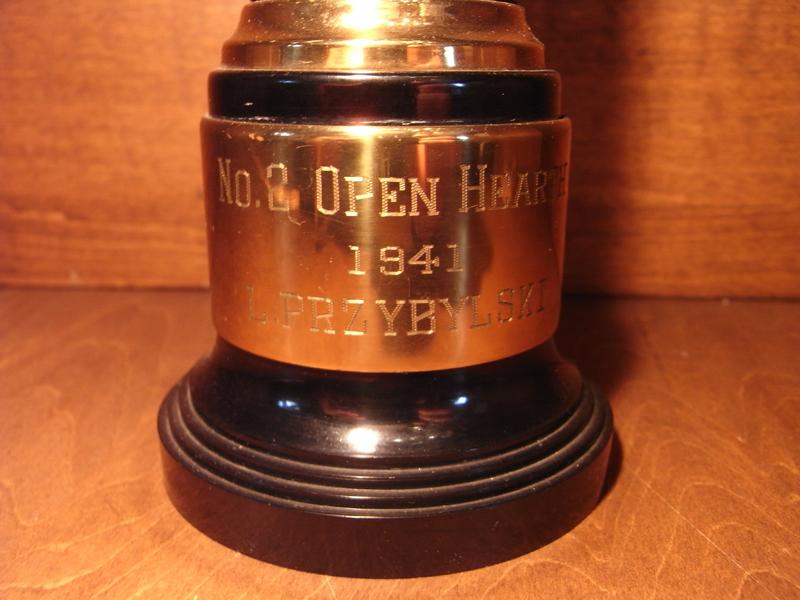 No. 2 OPEN HEARTH
1941
L. PRZYBYLSKI